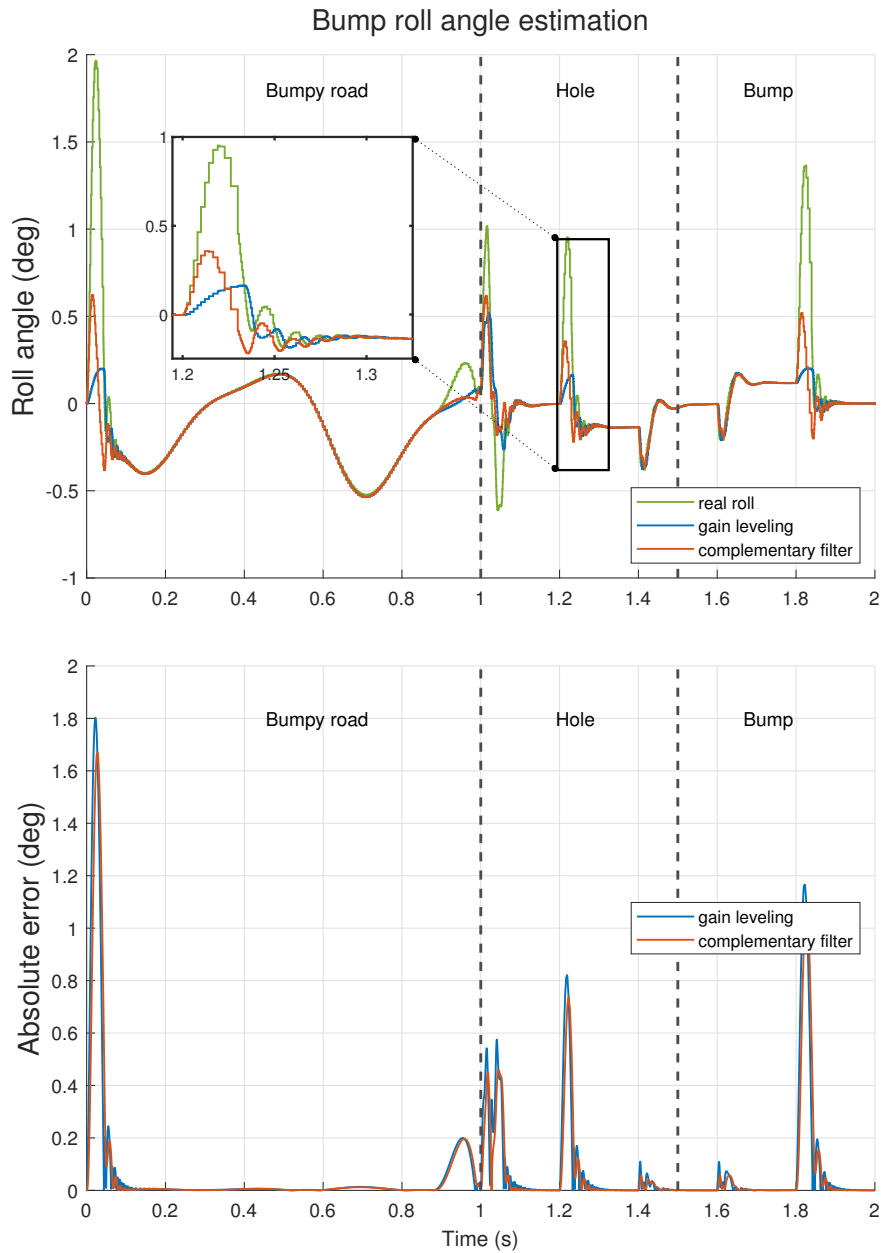 Bump roll angle estimation
2
Bumpy road
Hole
Bump
1.5
1
1
0.5
0
1.2
1.25
1.3
Roll angle (deg)
0.5
0
-0.5
-1
real roll
gain leveling
complementary filter
0 0.2 0.4 0.6 0.8 1 1.2 1.4 1.6 1.8 2
2
1.8
Bumpy road
Hole
Bump
1.6
1.4
1.2
1
0.8
0.6
0.4
0.2
0
Absolute error (deg)
gain leveling
complementary filter
0 0.2 0.4 0.6 0.8 1 1.2 1.4 1.6 1.8 2
Time (s)